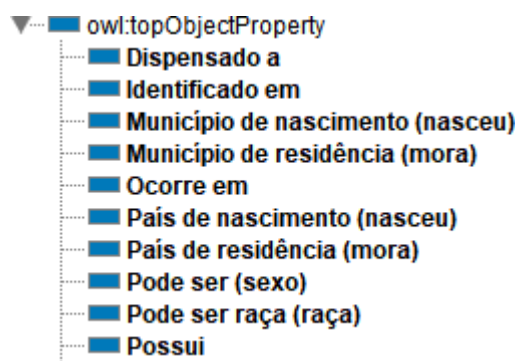 owl:topObjectProperty
Dispensado a
Identificado em
Município de nascimento (nasceu)
Município de residência (mora)
Ocorre em
País de nascimento (nasceu)
País de residência (mora)
Pode ser (sexo)
Pode ser raça (raça)
Possui